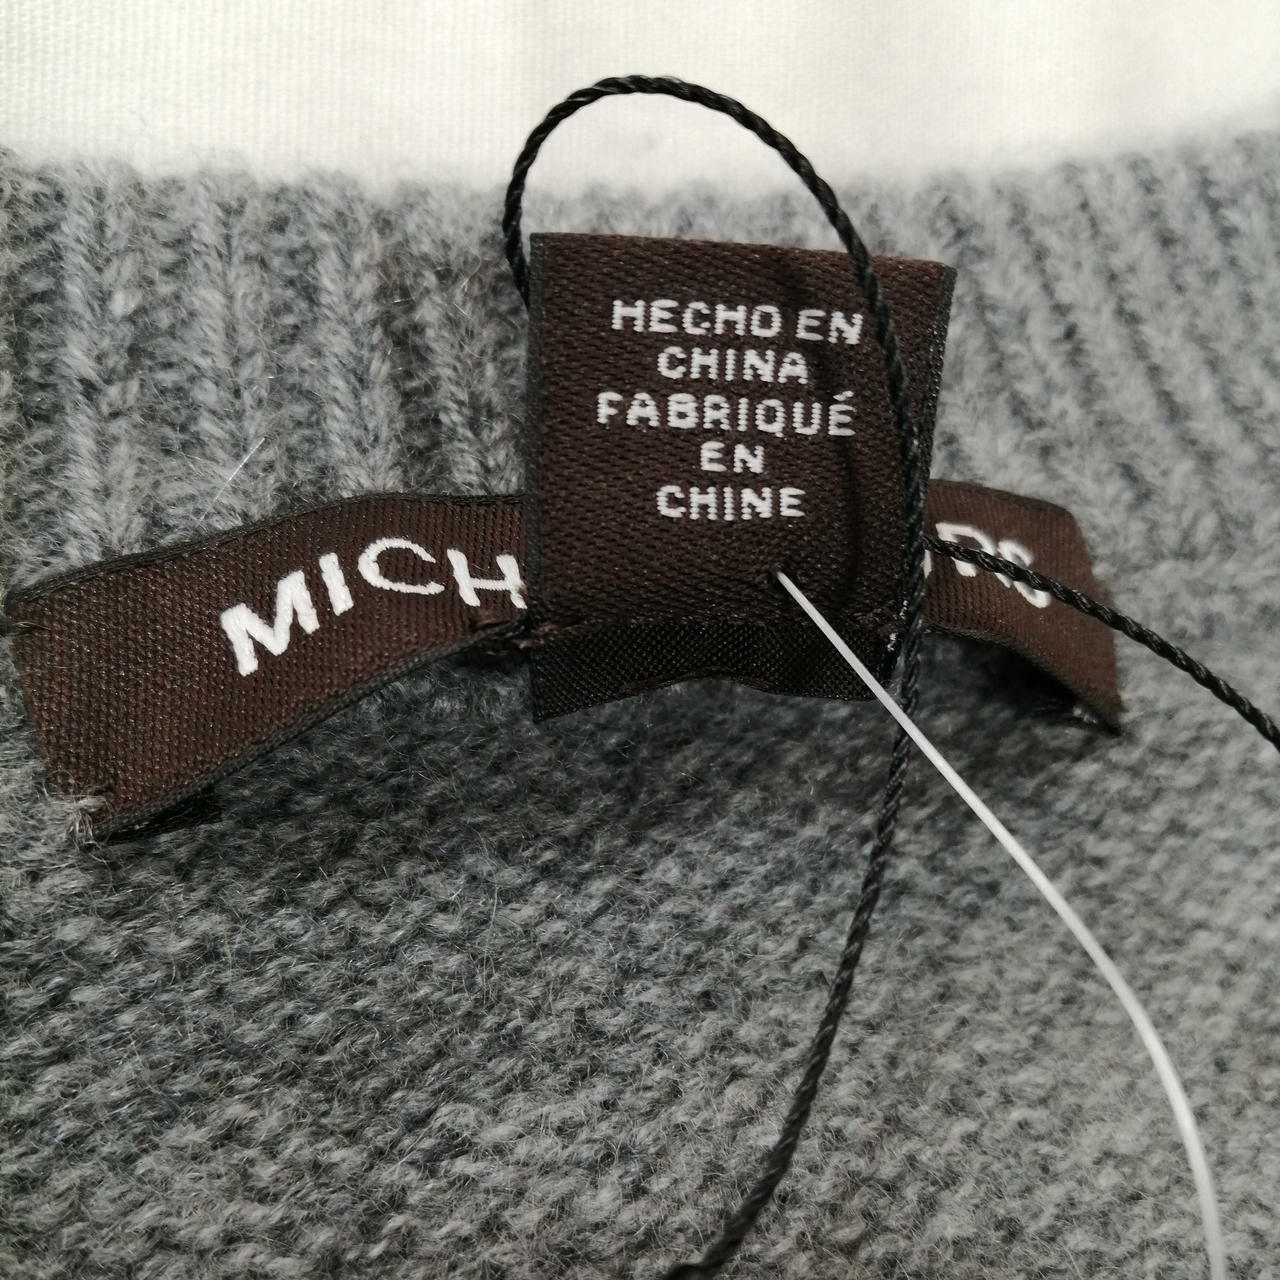 HECHO EN
CHINA
FABRIQUÉ
EN
CHINE
MICH RS